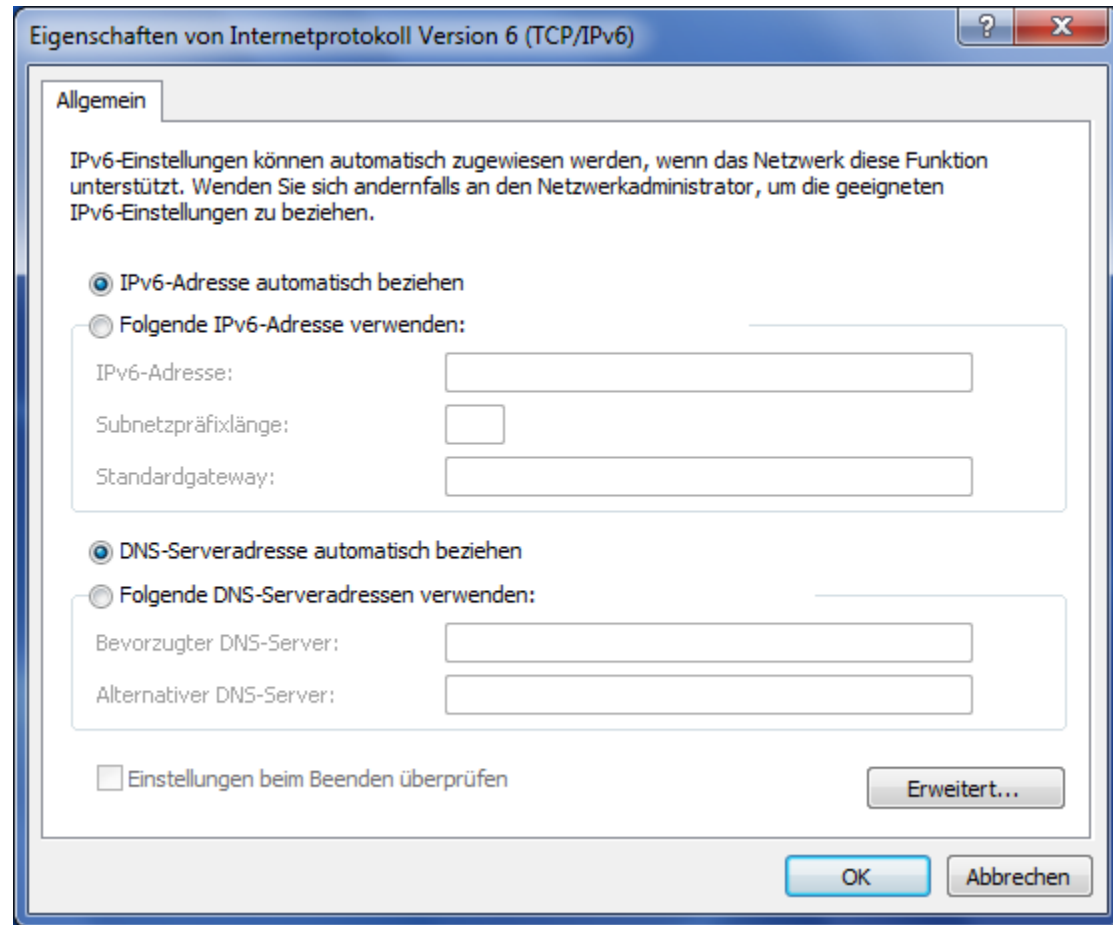 Eigenschaften von Internetprotokoll Version 6 (TCP/IPv6)
Allgemein
IPv6-Einstellungen können automatisch zugewiesen werden, wenn das Netzwerk diese Funktion
unterstützt. Wenden Sie sich andernfalls an den Netzwerkadministrator, um die geeigneten
IPv6-Einstellungen zu beziehen.
IPv6-Adresse automatisch beziehen
Folgende IPv6-Adresse verwenden:
IPv6-Adresse:
Subnetzpräfixlänge:
Standardgateway:
DNS-Serveradresse automatisch beziehen
Folgende DNS-Serveradressen verwenden:
Bevorzugter DNS-Server:
Alternativer DNS-Server:
Einstellungen beim Beenden überprüfen
Erweitert...
OK
Abbrechen